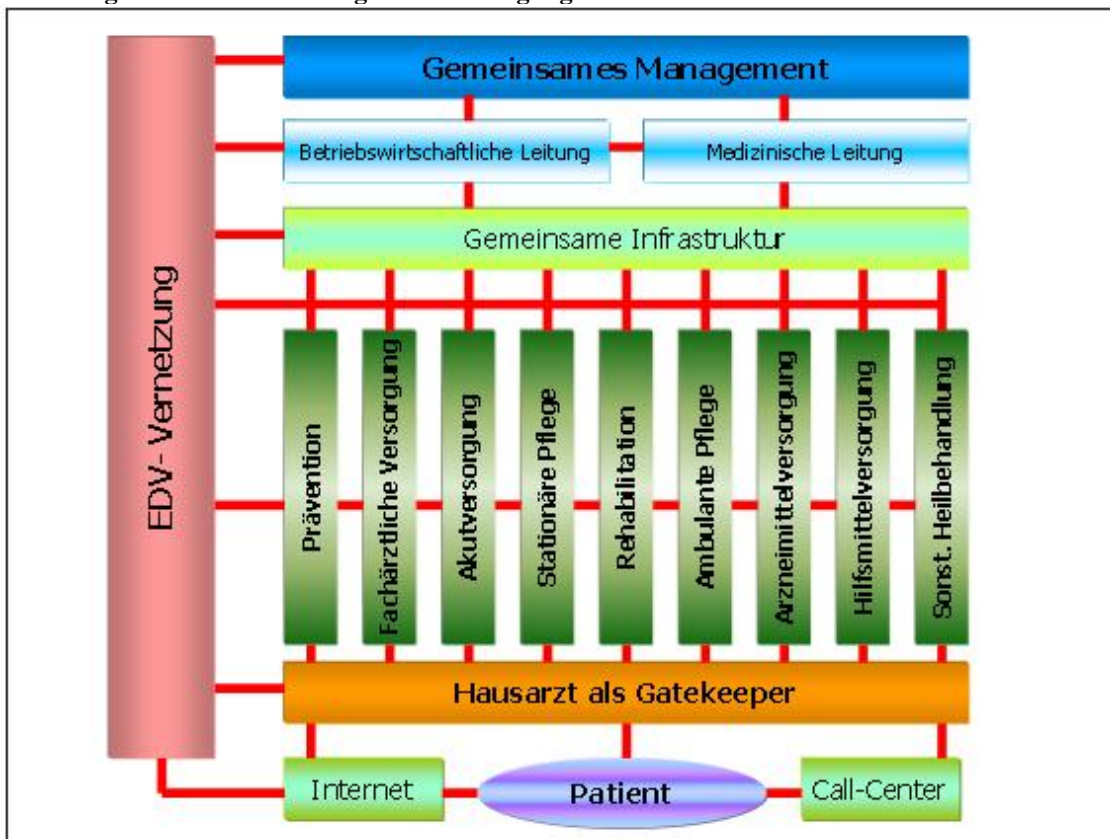 Gemeinsames Management
Betriebswirtschaftliche Leitung
Medizinische Leitung
Gemeinsame Infrastruktur
EDV- Vernetzung
Prävention
Fachärztliche Versorgung
Akutversorgung
Stationäre Pflege
Rehabilitation
Ambulante Pflege
Arzneimittelversorgung
Hilfsmittelversorgung
Sonst. Heilbehandlung
Hausarzt als Gatekeeper
Internet
Patient
Call-Center